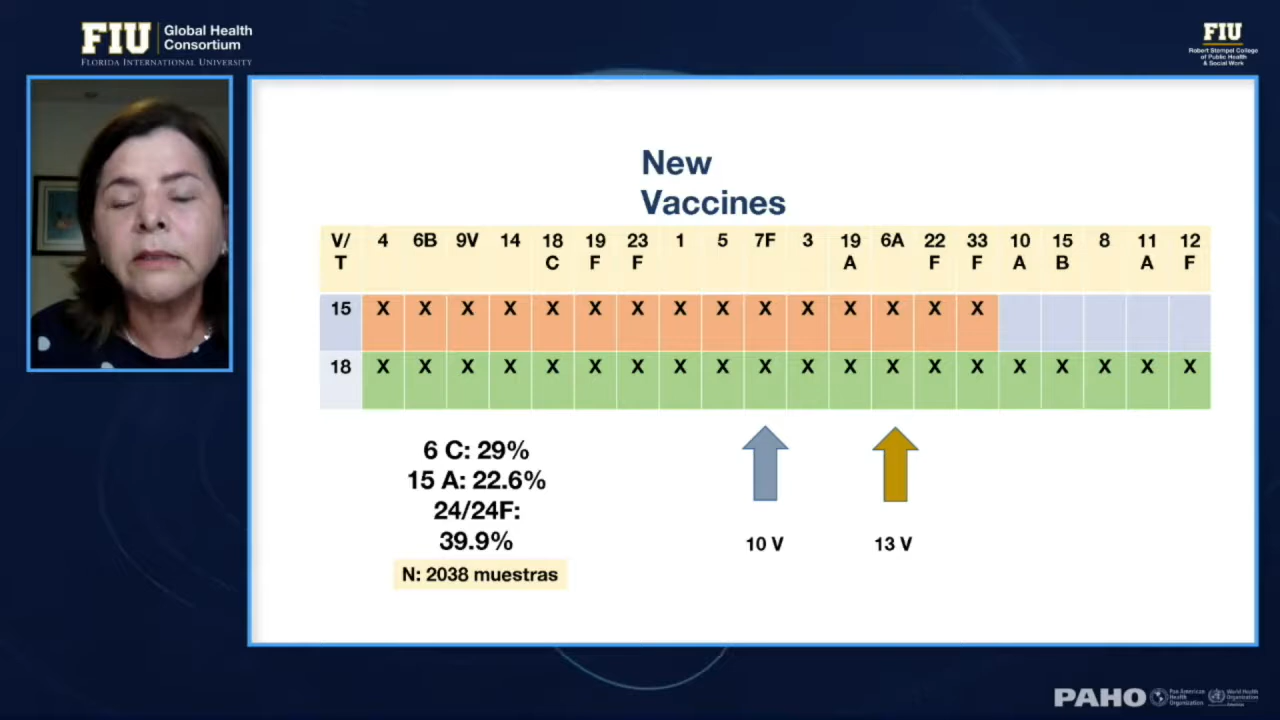 FIU Global Health
Consortium
FLORIDA INTERNATIONAL UNIVERSITY
FIU
Robert Stempel College
of Public Health
& Social Work
New
Vaccines
V/T 4 6B 9V 14 18C 19F 23F 1 5 7F 3 19A 6A 22F 33F 10A 15B 8 11A 12F
15 X X X X X X X X X X X X X X X
18 X X X X X X X X X X X X X X X X X X X X
6 C: 29%
15 A: 22.6%
24/24F:
39.9%
N: 2038 muestras
10 V 13 V
PAHO
Pan American
Health
Organization
World Health
Organization